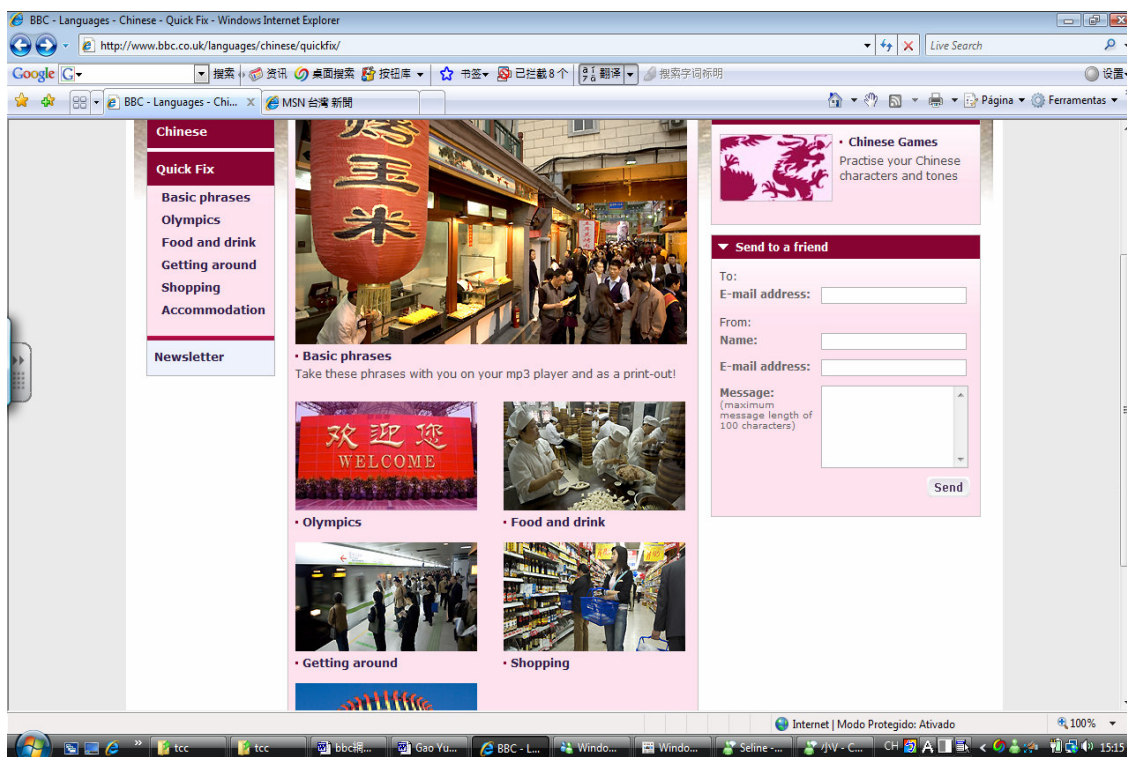 BBC - Languages - Chinese - Quick Fix - Windows Internet Explorer
http://www.bbc.co.uk/languages/chinese/quickfix/
Live Search
Google
搜索
资讯
桌面搜索
按钮库
书签
已拦截8个
翻译
搜索字词标明
设置
BBC - Languages - Chi...
MSN 台灣 新聞
Página
Ferramentas
Chinese
Quick Fix
Basic phrases
Olympics
Food and drink
Getting around
Shopping
Accommodation
Newsletter
烤玉米
Basic phrases
Take these phrases with you on your mp3 player and as a print-out!
欢迎您
WELCOME
Olympics
Food and drink
Getting around
Shopping
Chinese Games
Practise your Chinese
characters and tones
Send to a friend
To:
E-mail address:
From:
Name:
E-mail address:
Message:
(maximum
message length of
100 characters)
Send
Internet | Modo Protegido: Ativado
100%
tcc
tcc
Gao Yu...
BBC - L...
Windo...
Windo...
Seline -...
小V - C...
CH
15:15